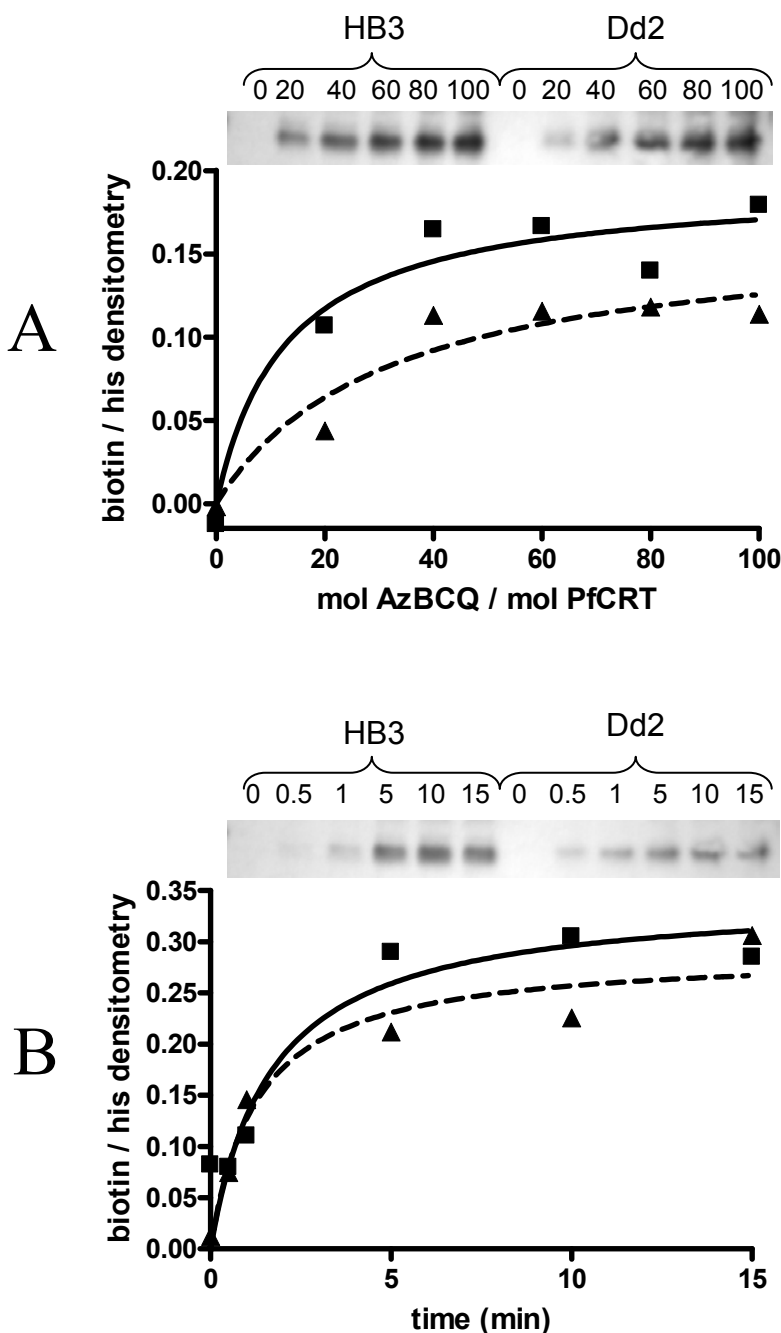 HB3 Dd2
0 20 40 60 80 100 0 20 40 60 80 100
A
biotin / his densitometry
0.20
0.15
0.10
0.05
0.00
0 20 40 60 80 100
mol AzBCQ / mol PfCRT
HB3 Dd2
0 0.5 1 5 10 15 0 0.5 1 5 10 15
B
biotin / his densitometry
0.35
0.30
0.25
0.20
0.15
0.10
0.05
0.00
0 5 10 15
time (min)